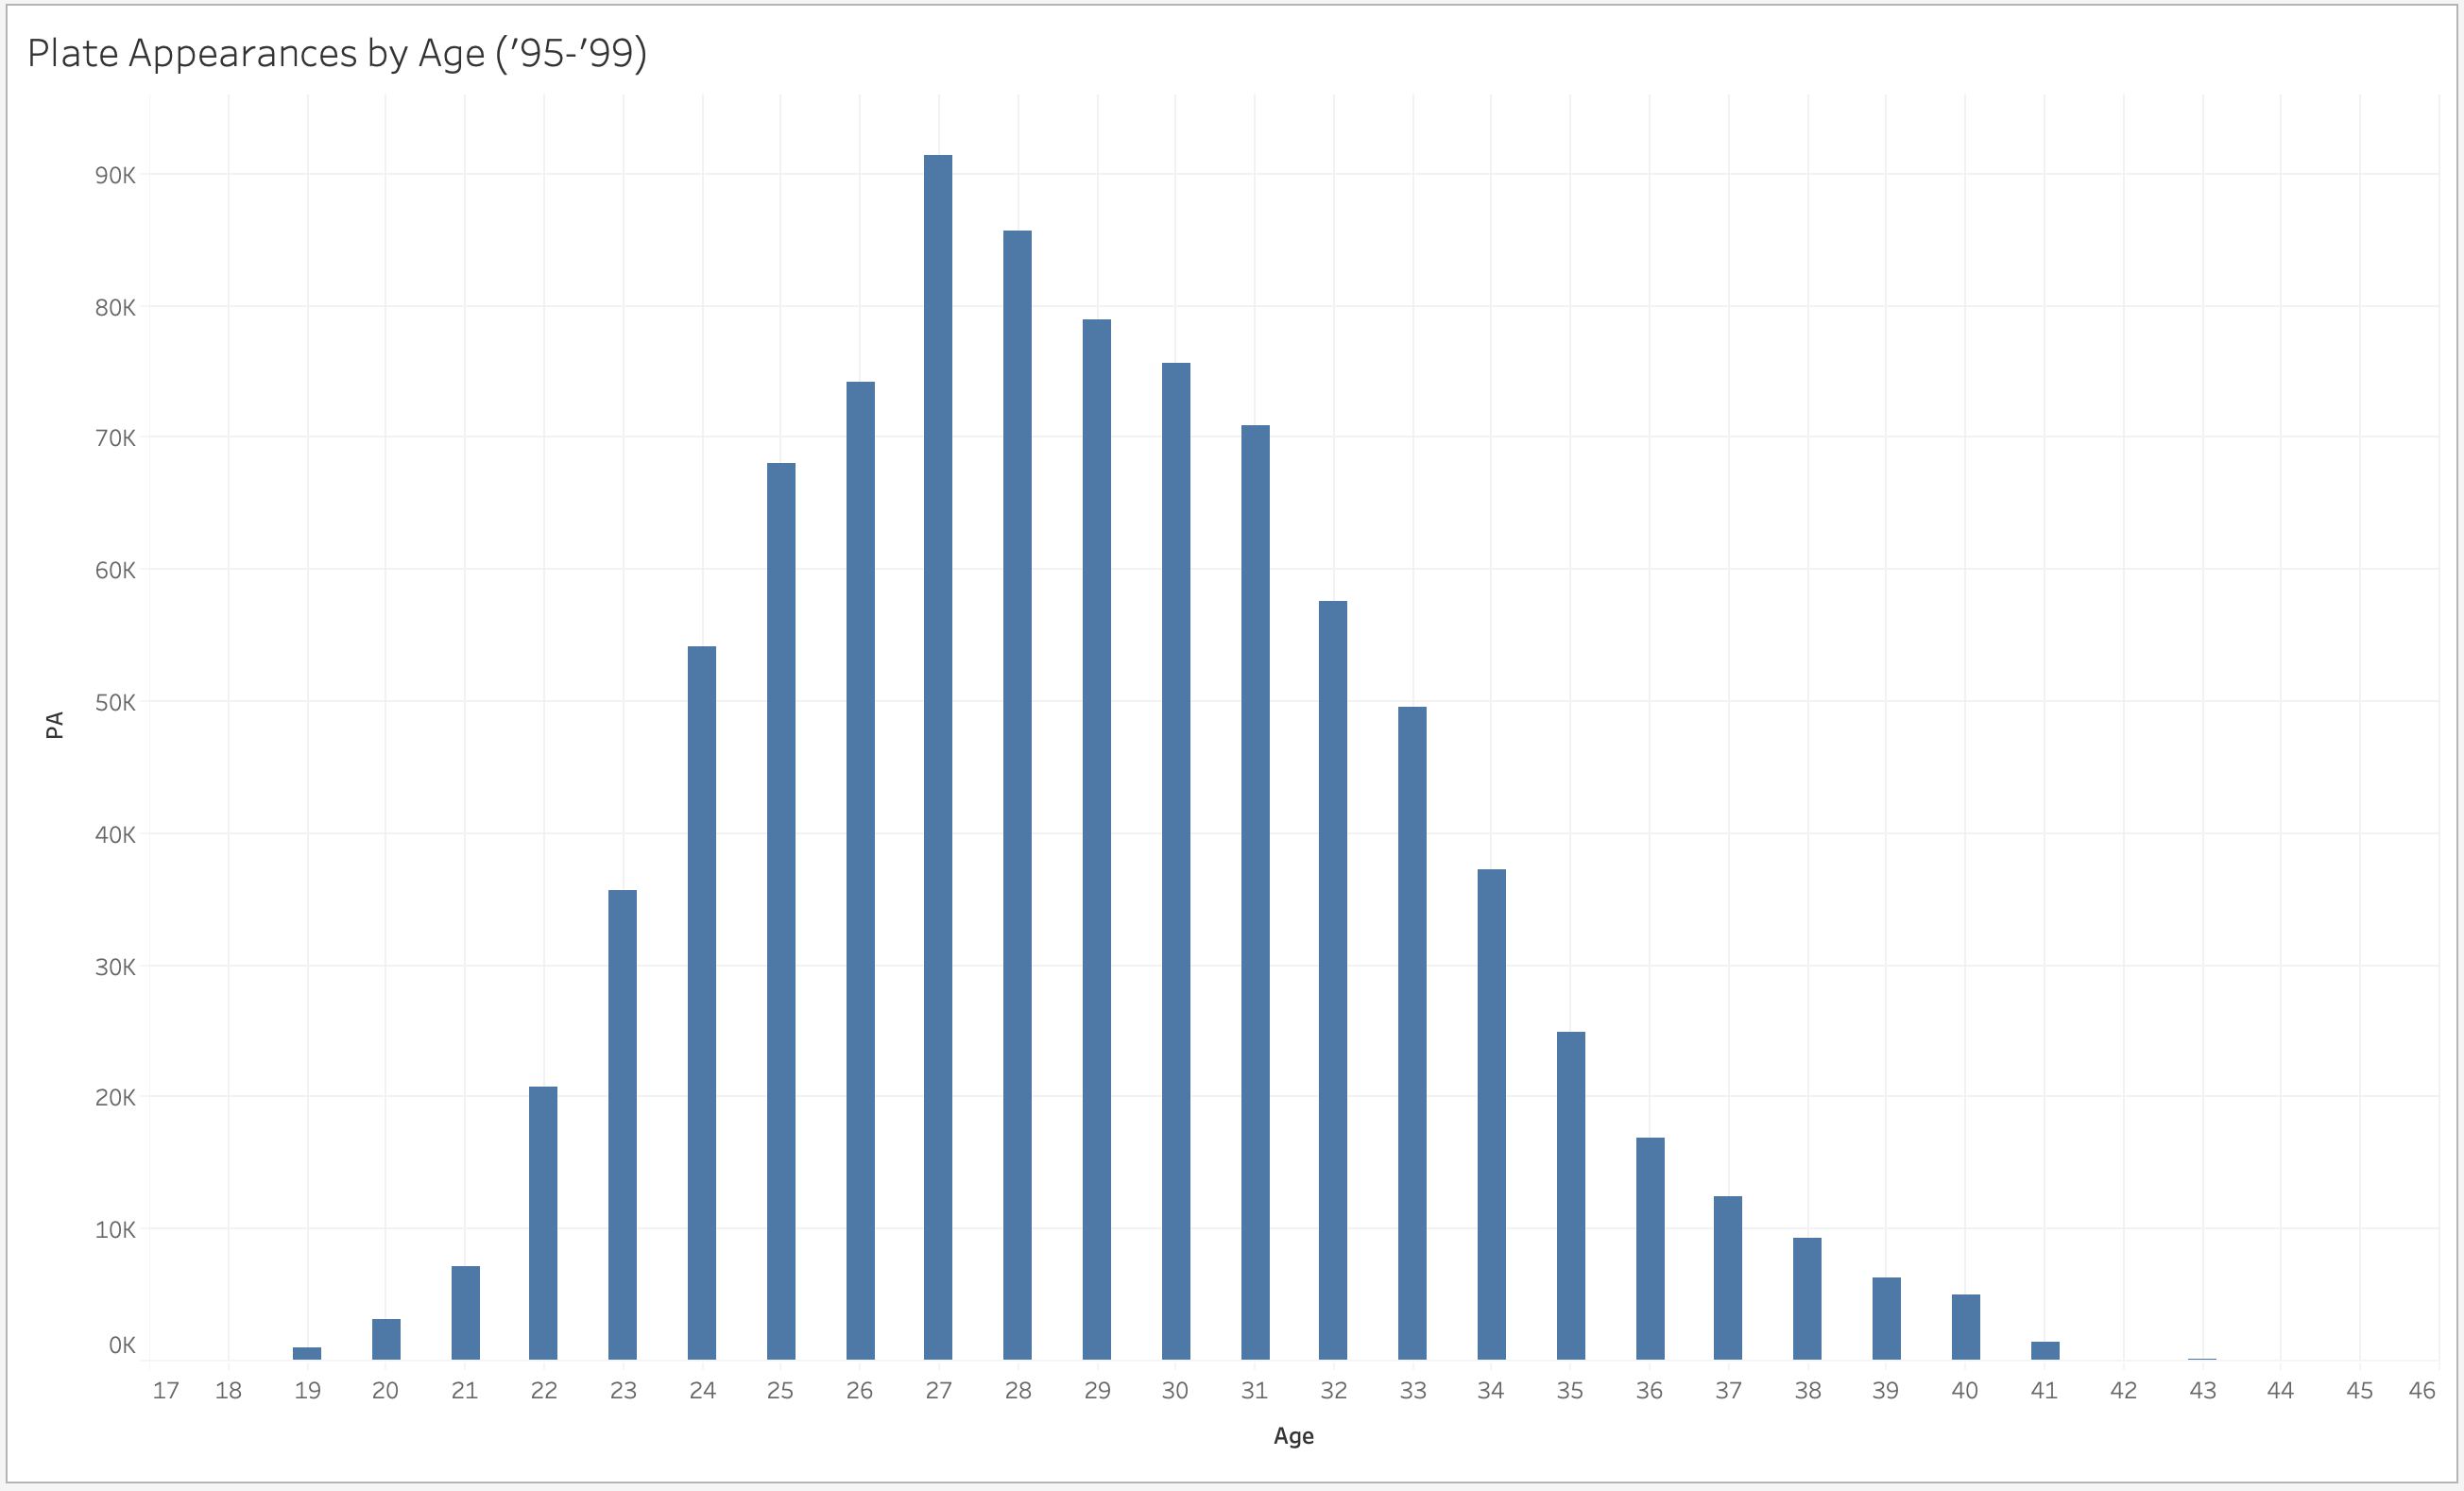 Plate Appearances by Age (’95-’99)
90K
80K
70K
60K
50K
40K
30K
20K
10K
0K
PA
17 18 19 20 21 22 23 24 25 26 27 28 29 30 31 32 33 34 35 36 37 38 39 40 41 42 43 44 45 46
Age